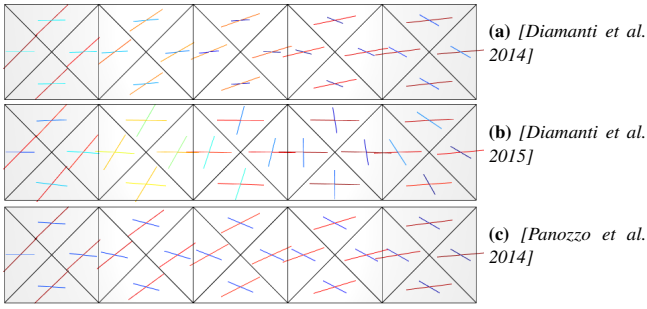 (a) [Diamanti et al.
2014]
(b) [Diamanti et al.
2015]
(c) [Panozzo et al.
2014]